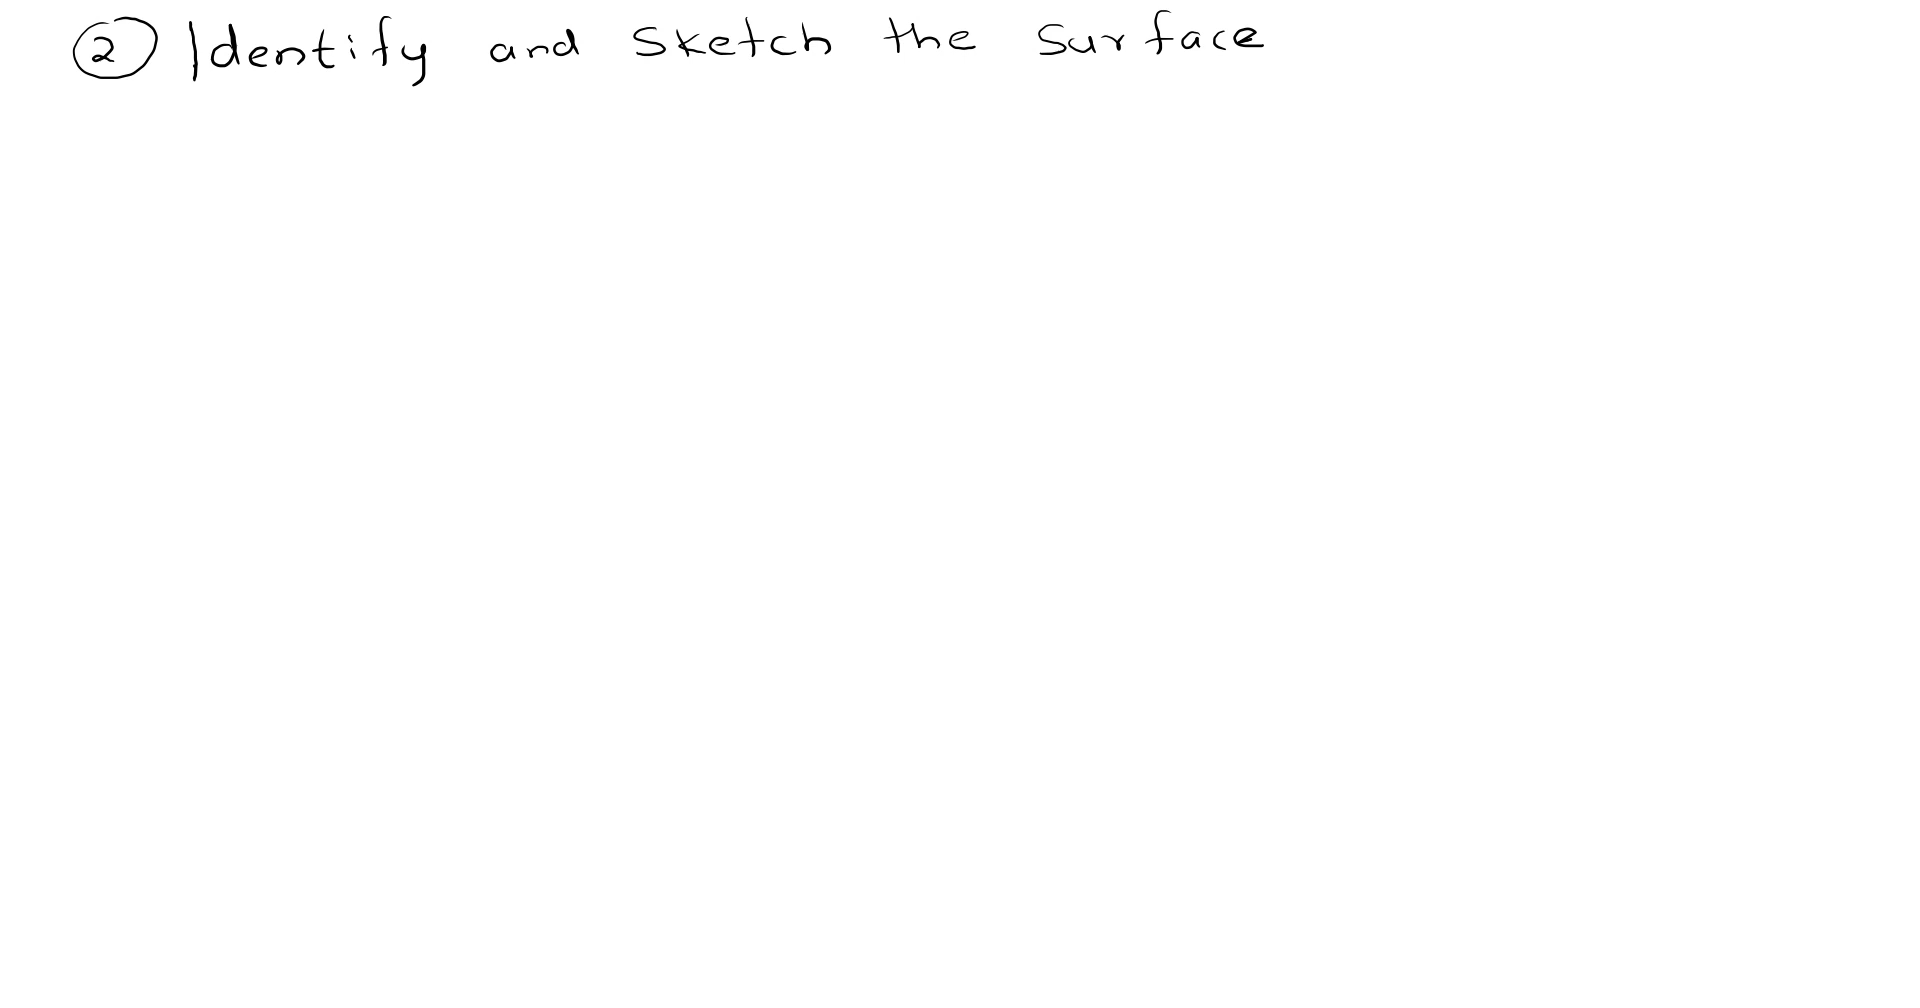 ② Identify and sketch the surface